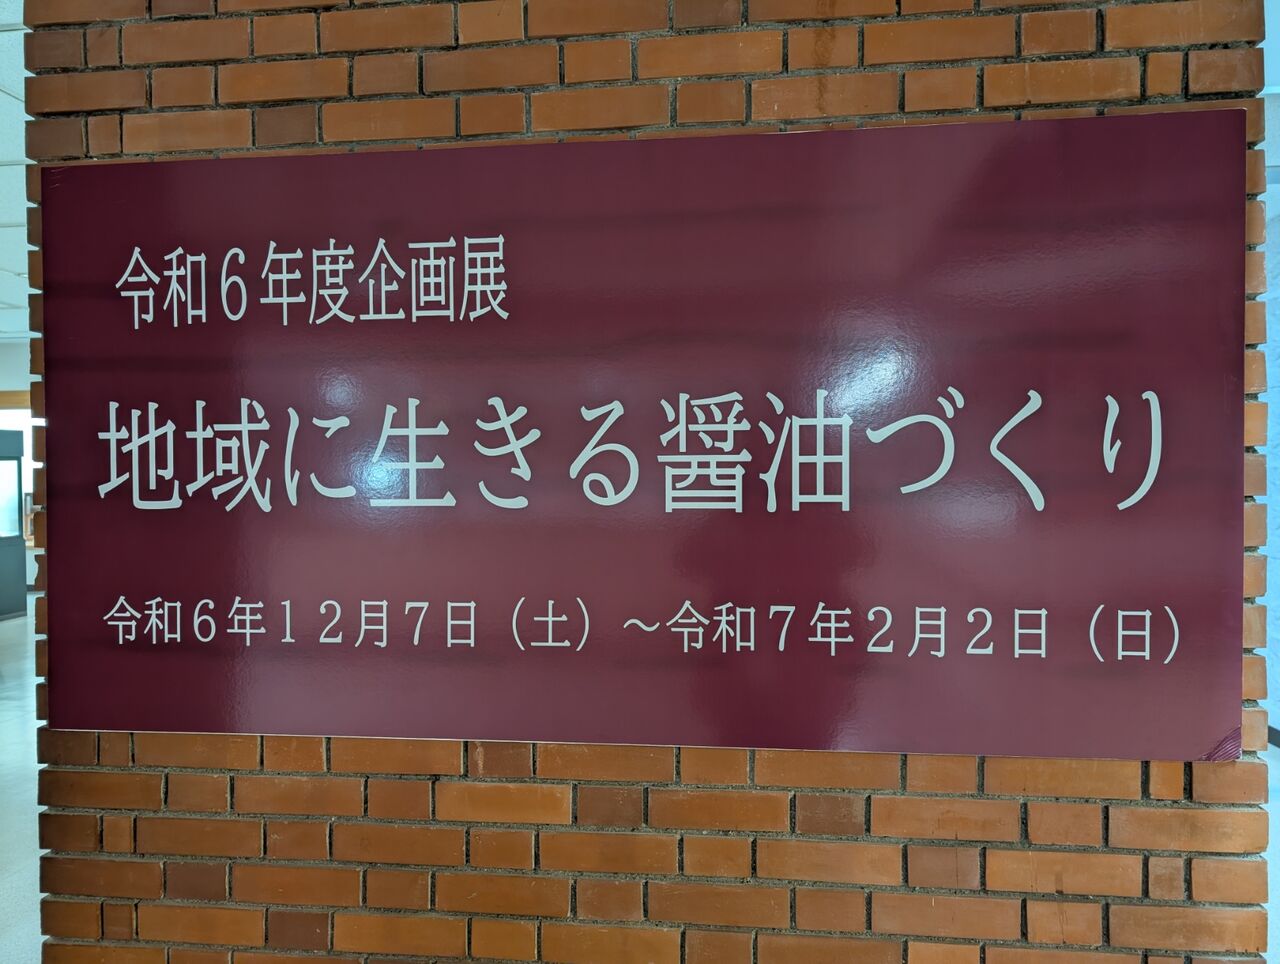 令和６年度企画展
地域に生きる醤油づくり
令和６年１２月７日（土）～令和７年２月２日（日）